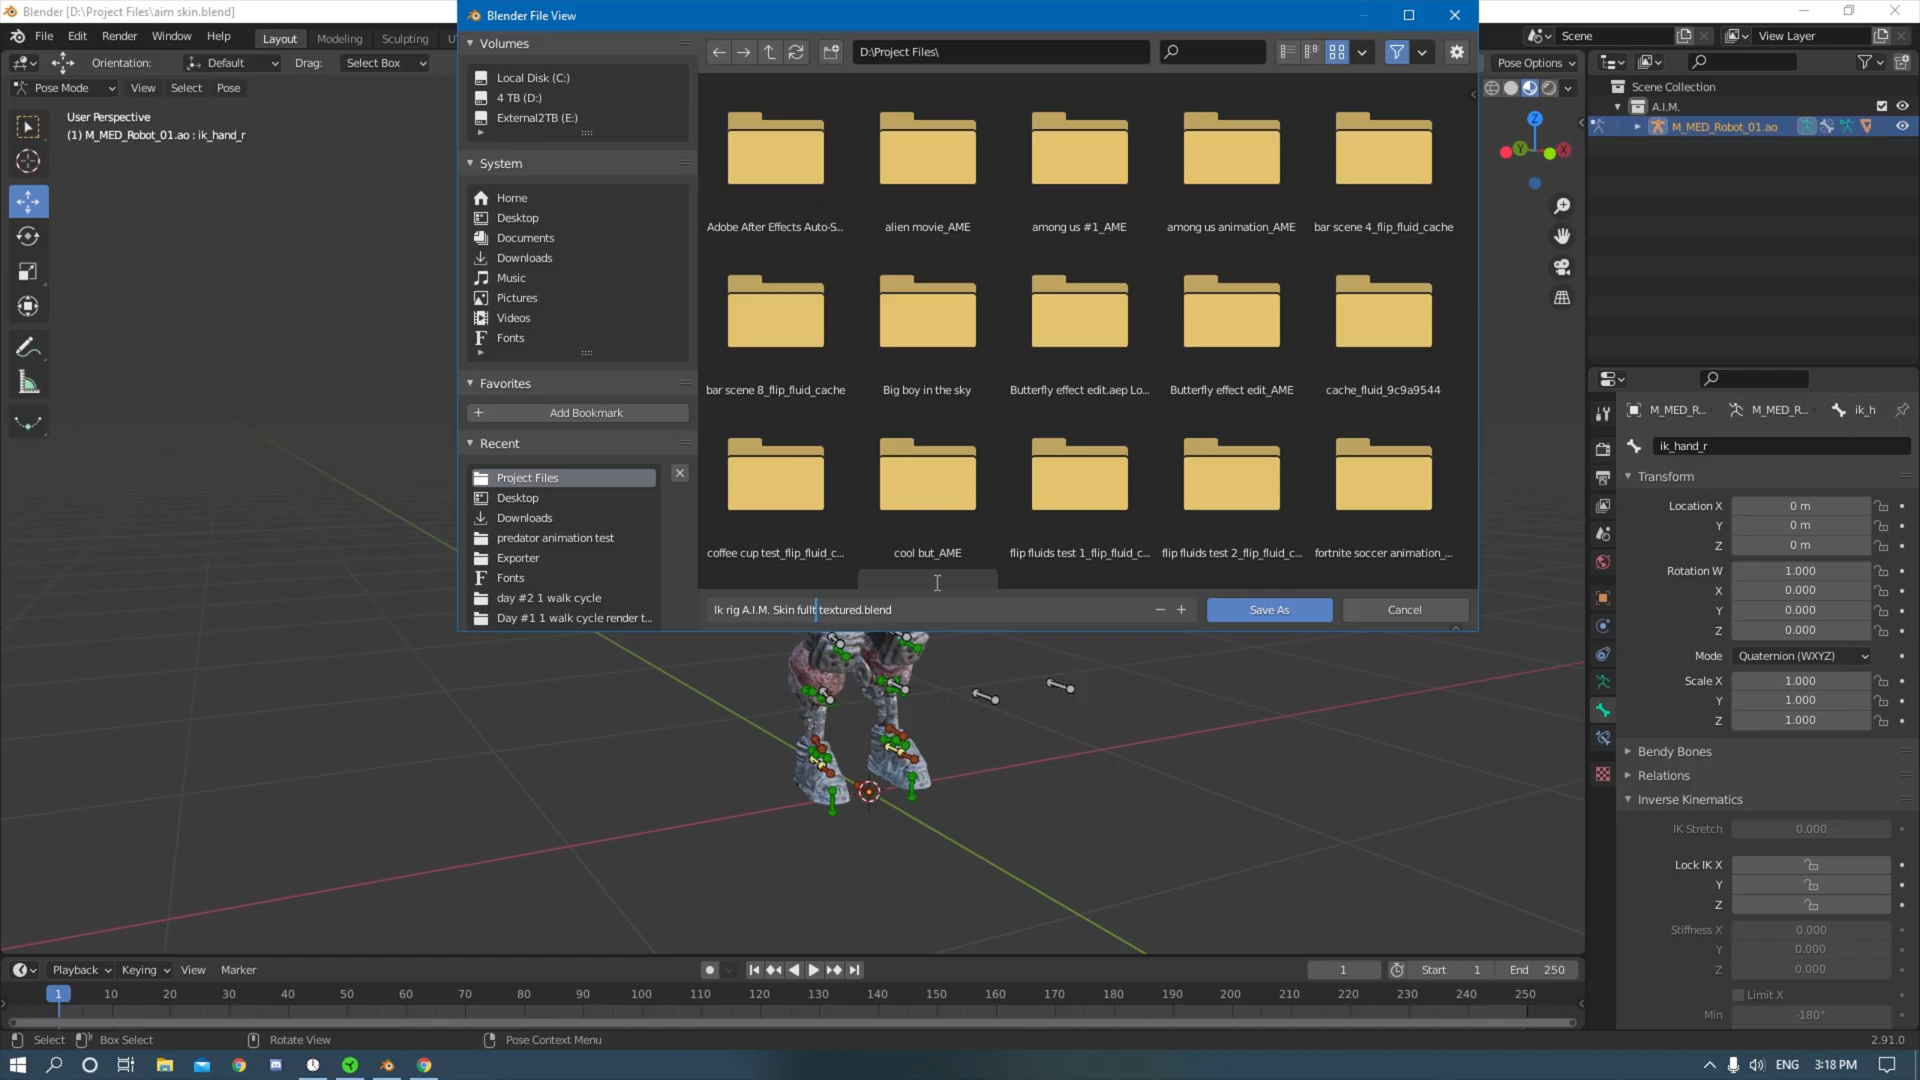 Blender [D:\Project Files\aim skin.blend]
File Edit Render Window Help Layout Modeling Sculpting
Scene View Layer
Orientation: Default Drag: Select Box
Pose Options
Pose Mode View Select Pose
User Perspective
(1) M_MED_Robot_01.ao : ik_hand_r
Blender File View
Volumes
Local Disk (C:)
4 TB (D:)
External2TB (E:)
System
Home
Desktop
Documents
Downloads
Music
Pictures
Videos
Fonts
Favorites
Add Bookmark
Recent
Project Files
Desktop
Downloads
predator animation test
Exporter
Fonts
day #2 1 walk cycle
Day #1 1 walk cycle render t...
D:\Project Files\
Adobe After Effects Auto-S... alien movie_AME among us #1_AME among us animation_AME bar scene 4_flip_fluid_cache
bar scene 8_flip_fluid_cache Big boy in the sky Butterfly effect edit.aep Lo... Butterfly effect edit_AME cache_fluid_9c9a9544
coffee cup test_flip_fluid_c... cool but_AME flip fluids test 1_flip_fluid_c... flip fluids test 2_flip_fluid_c... fortnite soccer animation_...
Ik rig A.I.M. Skin fullt textured.blend
Save As Cancel
Z
Y X
Scene Collection
A.I.M.
M_MED_Robot_01.ao
M_MED_R... M_MED_R... ik_h
ik_hand_r
Transform
Location X 0 m
Y 0 m
Z 0 m
Rotation W 1.000
X 0.000
Y 0.000
Z 0.000
Mode Quaternion (WXYZ)
Scale X 1.000
Y 1.000
Z 1.000
Bendy Bones
Relations
Inverse Kinematics
IK Stretch 0.000
Lock IK X
Y
Z
Stiffness X 0.000
Y 0.000
Z 0.000
Limit X
Min -180°
Playback Keying View Marker
1 Start 1 End 250
1 10 20 30 40 50 60 70 80 90 100 110 120 130 140 150 160 170 180 190 200 210 220 230 240 250
Select Box Select Rotate View Pose Context Menu 2.91.0
ENG 3:18 PM